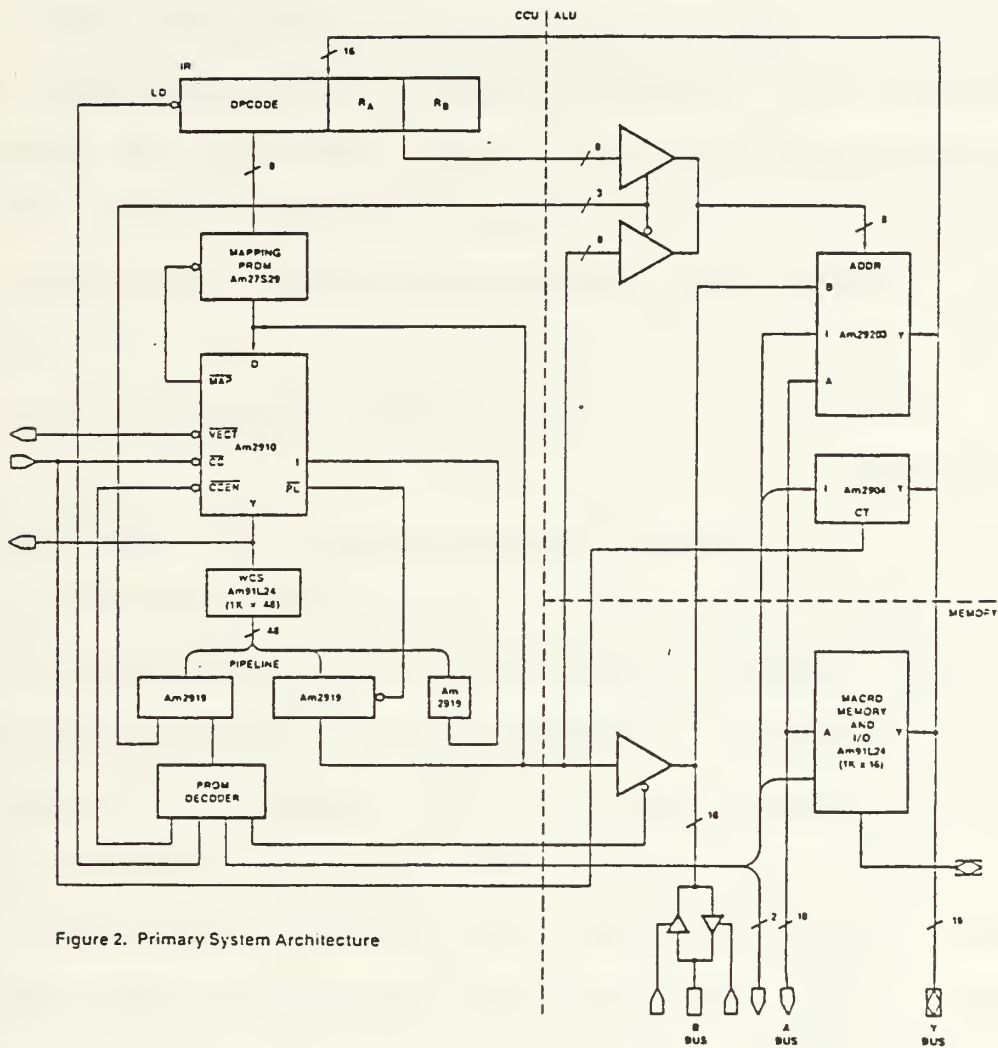 CCU ALU
16
IR
LD
OPCODE RA RB
8
8
3
8
8
MAPPING
PROM
Am27S29
ADDR
B
I Am29203 Y
A
D
MAP
VECT
Am2910
CC
I
CCEN
PL
Y
I Am2904 Y
CT
WCS
Am91L24
(1K x 48)
MEMORY
48
PIPELINE
Am2919
Am2919
Am
2919
MACRO
MEMORY
AND
I/O
Am91L24
(1K x 16)
A
Y
PROM
DECODER
16
2
16
Figure 2. Primary System Architecture
B
BUS
A
BUS
Y
BUS